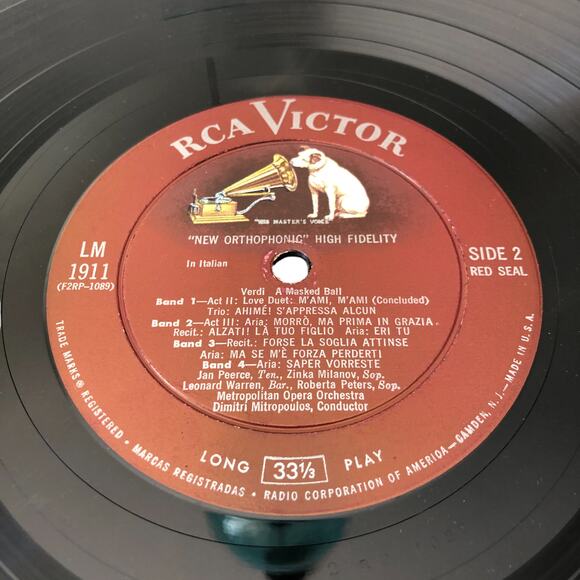 RCA VICTOR
"HIS MASTER'S VOICE"
"NEW ORTHOPHONIC" HIGH FIDELITY
LM
1911
(F2RP-1089)
SIDE 2
RED SEAL
In Italian
Verdi A Masked Ball
Band 1—Act II: Love Duet: M'AMI, M'AMI (Concluded)
Trio: AHIMÈ! S'APPRESSA ALCUN
Band 2—Act III: Aria: MORRÒ, MA PRIMA IN GRAZIA
Recit.: ALZATI! LÀ TUO FIGLIO Aria: ERI TU
Band 3—Recit.: FORSE LA SOGLIA ATTINSE
Aria: MA SE M'È FORZA PERDERTI
Band 4—Aria: SAPER VORRESTE
Jan Peerce, Ten., Zinka Milanov, Sop.
Leonard Warren, Bar., Roberta Peters, Sop.
Metropolitan Opera Orchestra
Dimitri Mitropoulos, Conductor
LONG 33⅓ PLAY
TRADE MARKS ® REGISTERED • MARCAS REGISTRADAS • RADIO CORPORATION OF AMERICA—CAMDEN, N.J.—MADE IN U.S.A.